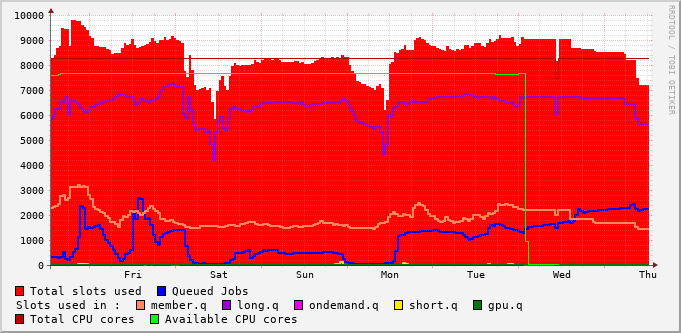 10000
9000
8000
7000
6000
5000
4000
3000
2000
1000
0
Fri Sat Sun Mon Tue Wed Thu
RRDTOOL / TOBI OETIKER
Total slots used Queued Jobs
Slots used in : member.q long.q ondemand.q short.q gpu.q
Total CPU cores Available CPU cores